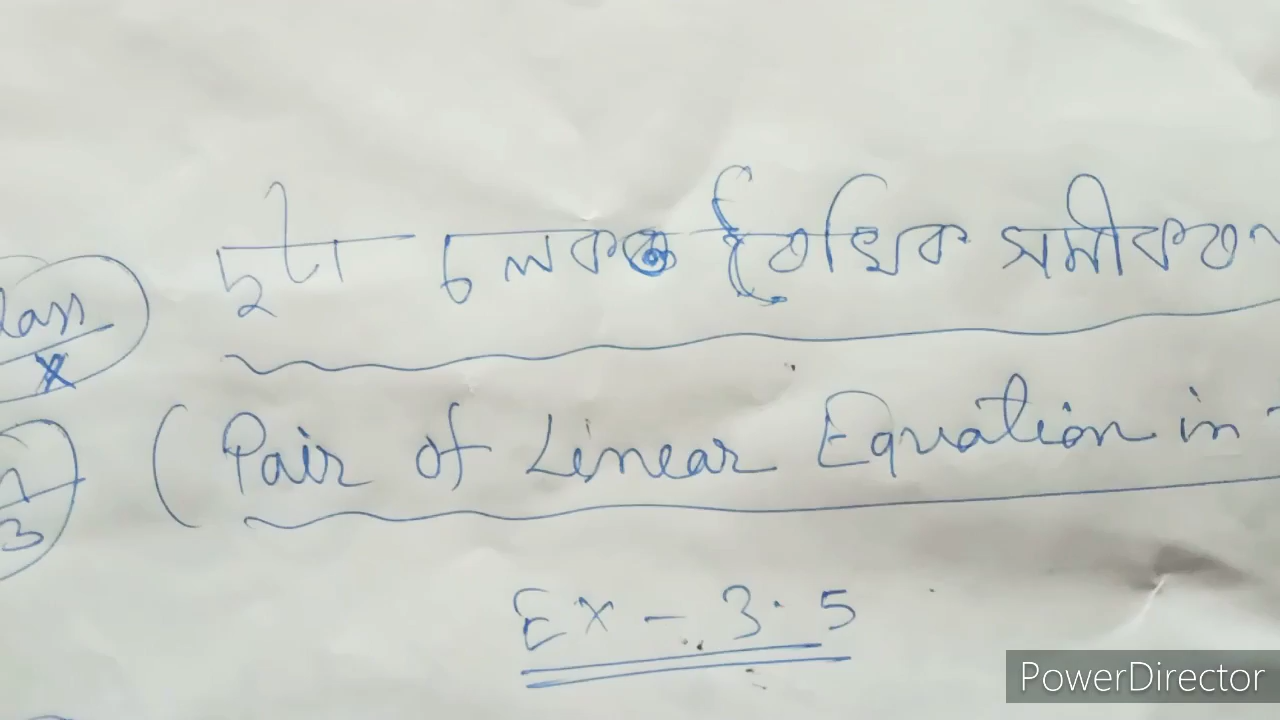 দুটা চলকত ৰৈখিক সমীকৰণ
Class
X
(Pair of Linear Equation in
3
Ex - 3.5
PowerDirector